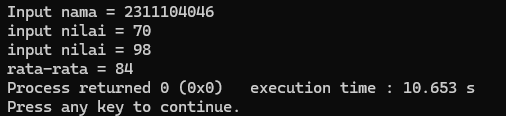 Input nama = 2311104046
input nilai = 70
input nilai = 98
rata-rata = 84
Process returned 0 (0x0)   execution time : 10.653 s
Press any key to continue.